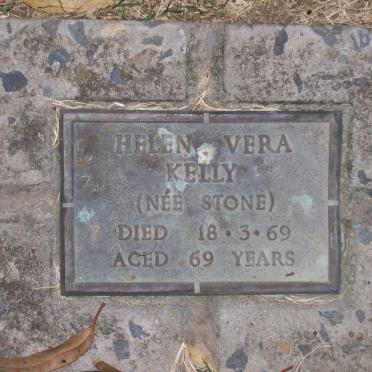 HELEN VERA
KELLY
(NÉE STONE)
DIED 18·3·69
AGED 69 YEARS